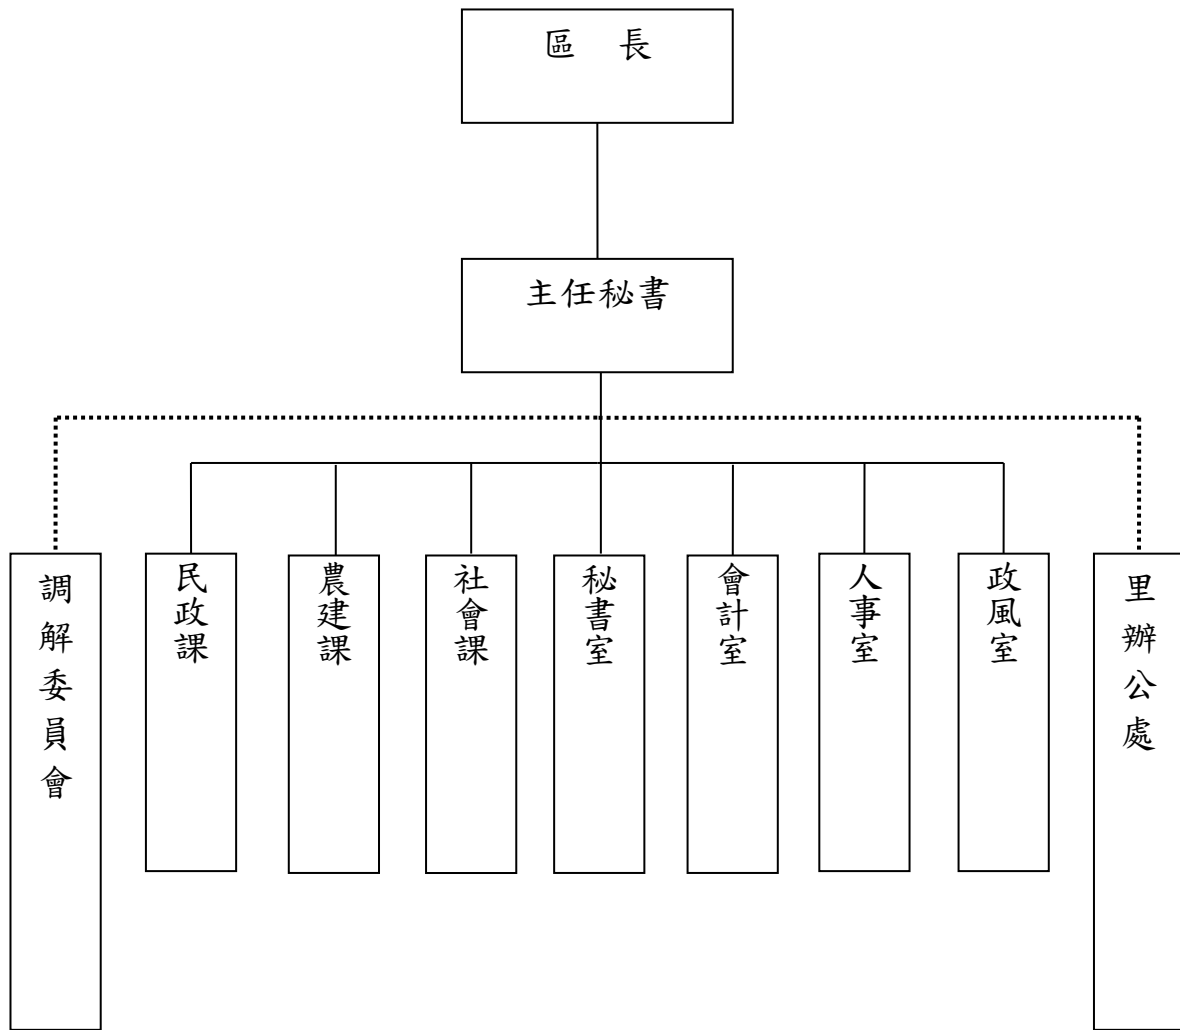 區 長
主任秘書
調解委員會
民政課
農建課
社會課
秘書室
會計室
人事室
政風室
里辦公處